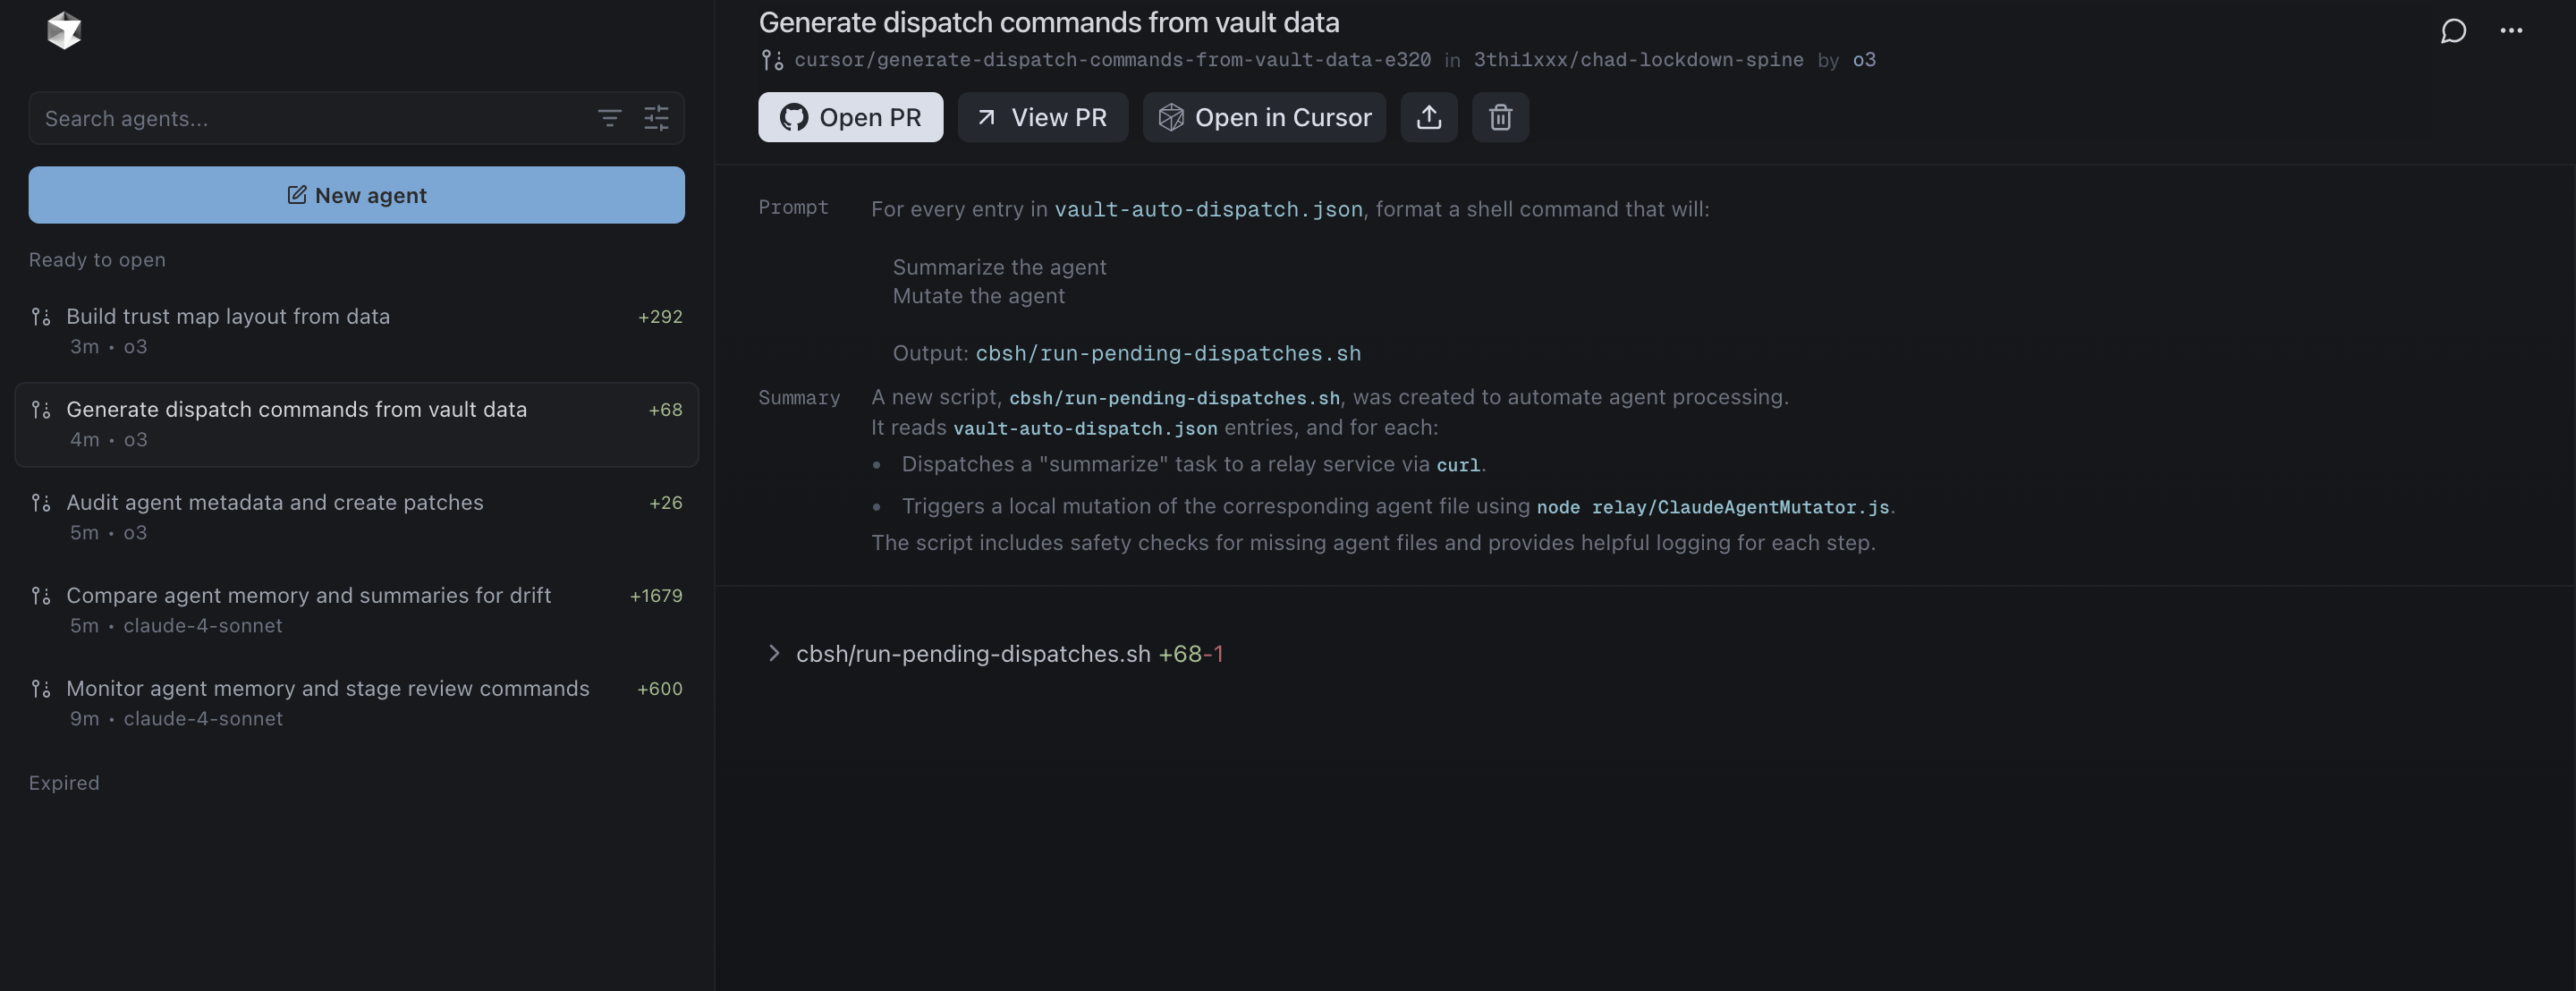 Search agents...
New agent
Ready to open
Build trust map layout from data +292
3m • o3
Generate dispatch commands from vault data +68
4m • o3
Audit agent metadata and create patches +26
5m • o3
Compare agent memory and summaries for drift +1679
5m • claude-4-sonnet
Monitor agent memory and stage review commands +600
9m • claude-4-sonnet
Expired
Generate dispatch commands from vault data
cursor/generate-dispatch-commands-from-vault-data-e320 in 3thi1xxx/chad-lockdown-spine by o3
Open PR View PR Open in Cursor
Prompt For every entry in vault-auto-dispatch.json, format a shell command that will:
Summarize the agent
Mutate the agent
Output: cbsh/run-pending-dispatches.sh
Summary A new script, cbsh/run-pending-dispatches.sh, was created to automate agent processing.
It reads vault-auto-dispatch.json entries, and for each:
• Dispatches a "summarize" task to a relay service via curl.
• Triggers a local mutation of the corresponding agent file using node relay/ClaudeAgentMutator.js.
The script includes safety checks for missing agent files and provides helpful logging for each step.
cbsh/run-pending-dispatches.sh +68-1